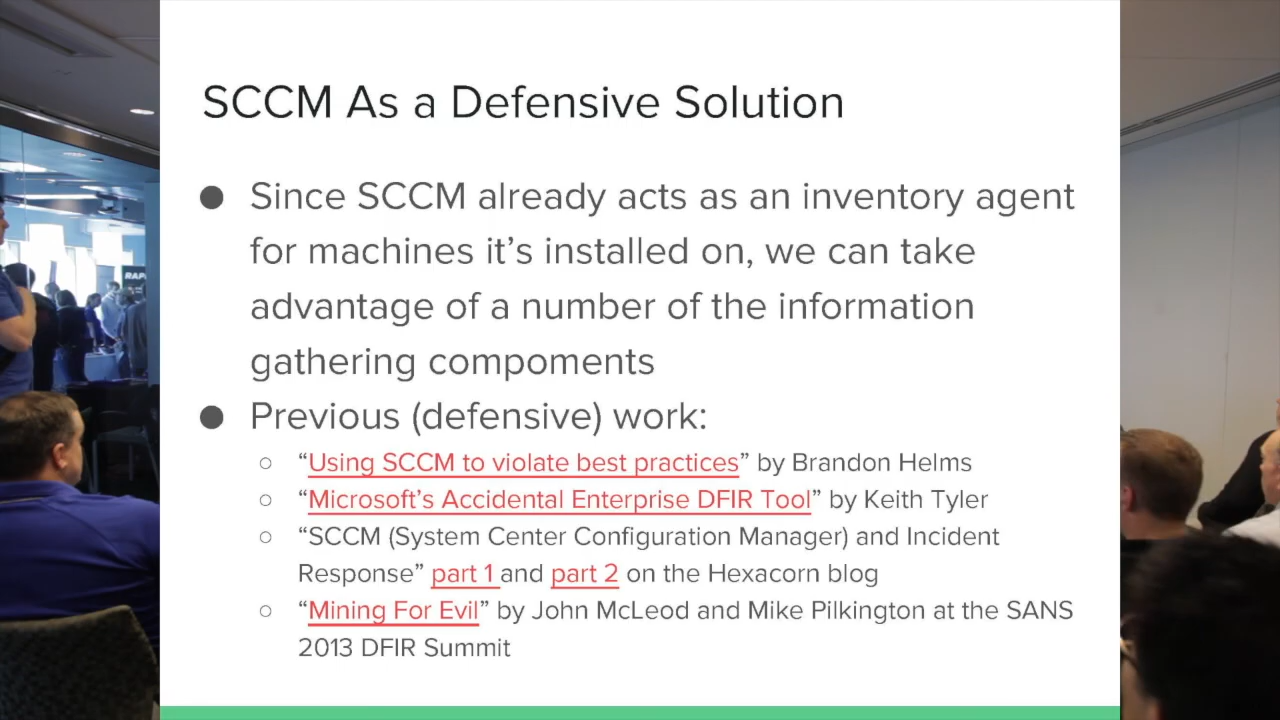 SCCM As a Defensive Solution
● Since SCCM already acts as an inventory agent
for machines it’s installed on, we can take
advantage of a number of the information
gathering compoments
● Previous (defensive) work:
○ “Using SCCM to violate best practices” by Brandon Helms
○ “Microsoft’s Accidental Enterprise DFIR Tool” by Keith Tyler
○ “SCCM (System Center Configuration Manager) and Incident
Response” part 1 and part 2 on the Hexacorn blog
○ “Mining For Evil” by John McLeod and Mike Pilkington at the SANS
2013 DFIR Summit